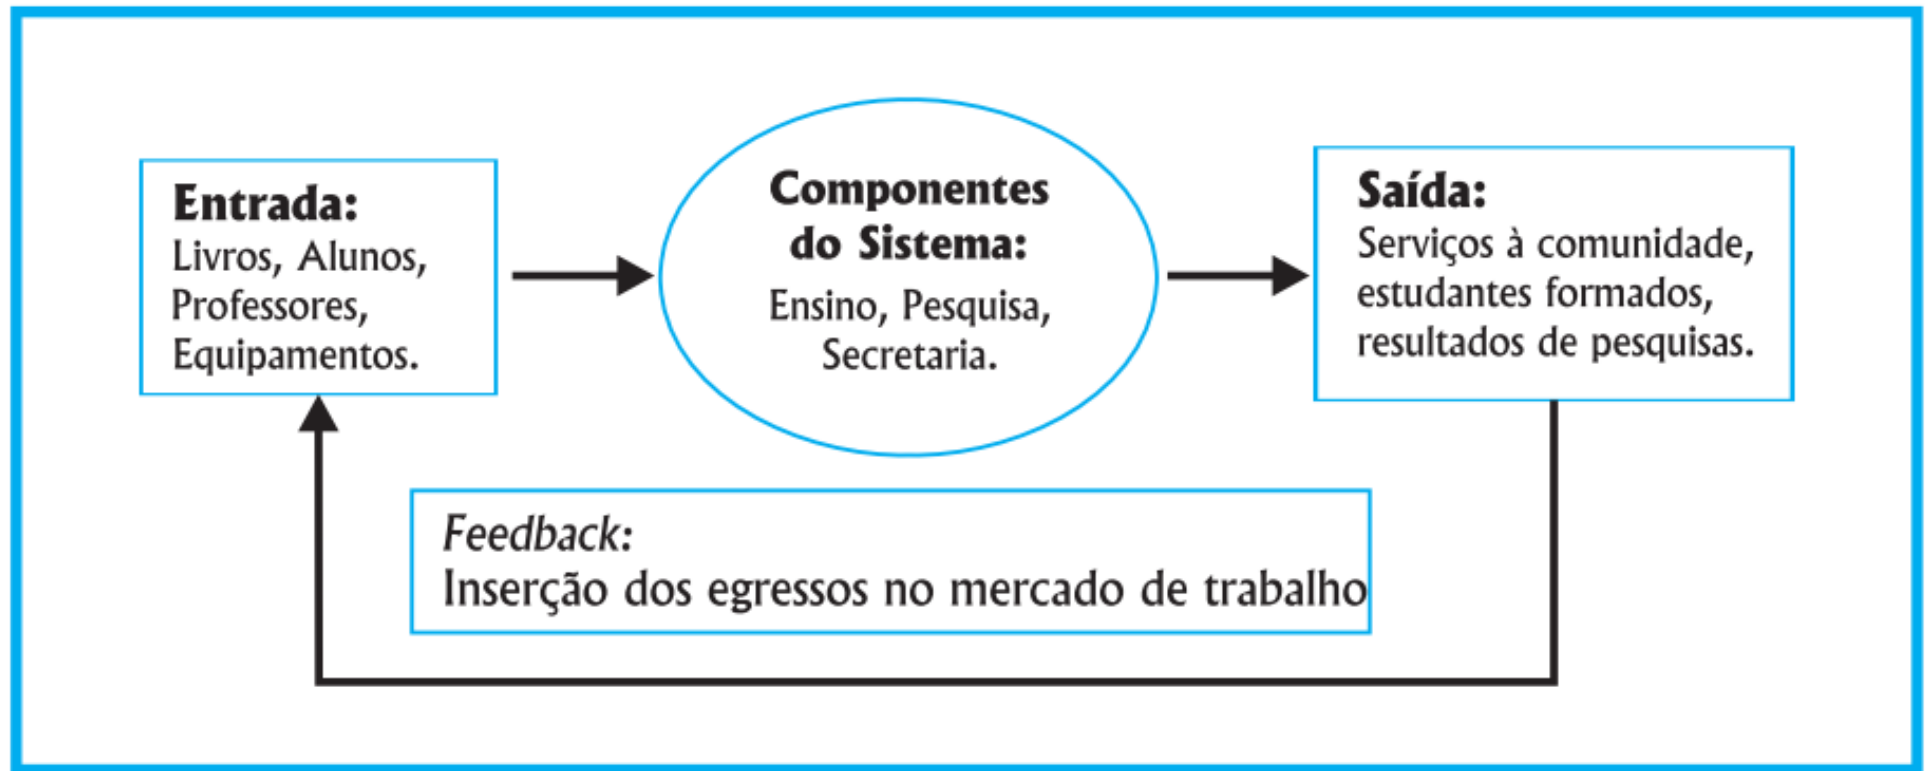 Entrada:
Livros, Alunos,
Professores,
Equipamentos.
Componentes
do Sistema:
Ensino, Pesquisa,
Secretaria.
Saída:
Serviços à comunidade,
estudantes formados,
resultados de pesquisas.
Feedback:
Inserção dos egressos no mercado de trabalho